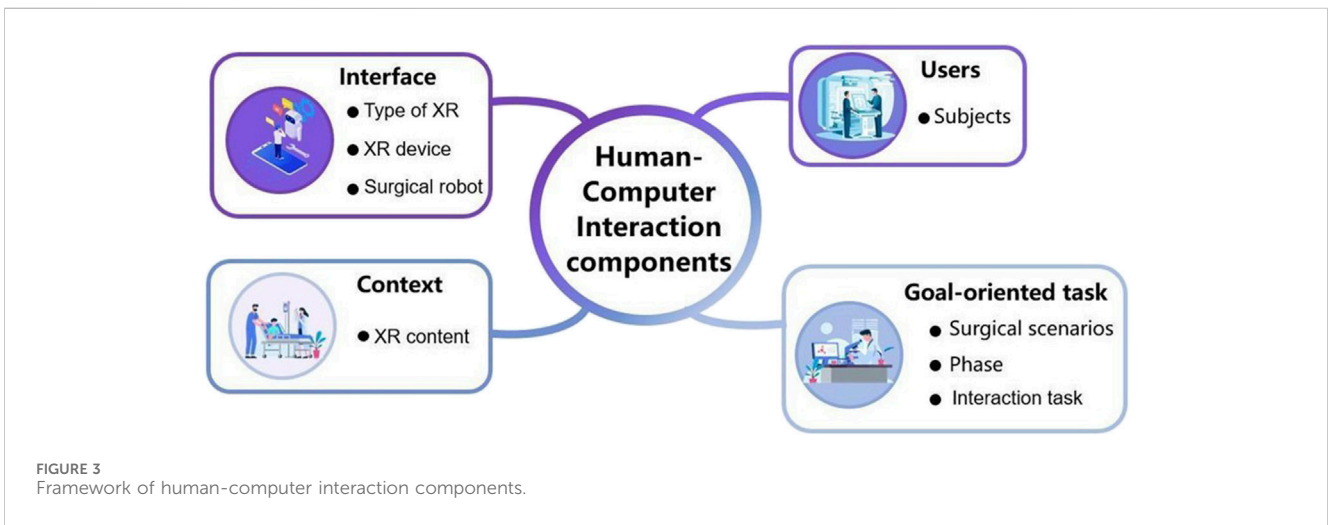 Interface
● Type of XR
● XR device
● Surgical robot
Users
● Subjects
Human-
Computer
Interaction
components
Context
● XR content
Goal-oriented task
● Surgical scenarios
● Phase
● Interaction task
FIGURE 3
Framework of human-computer interaction components.